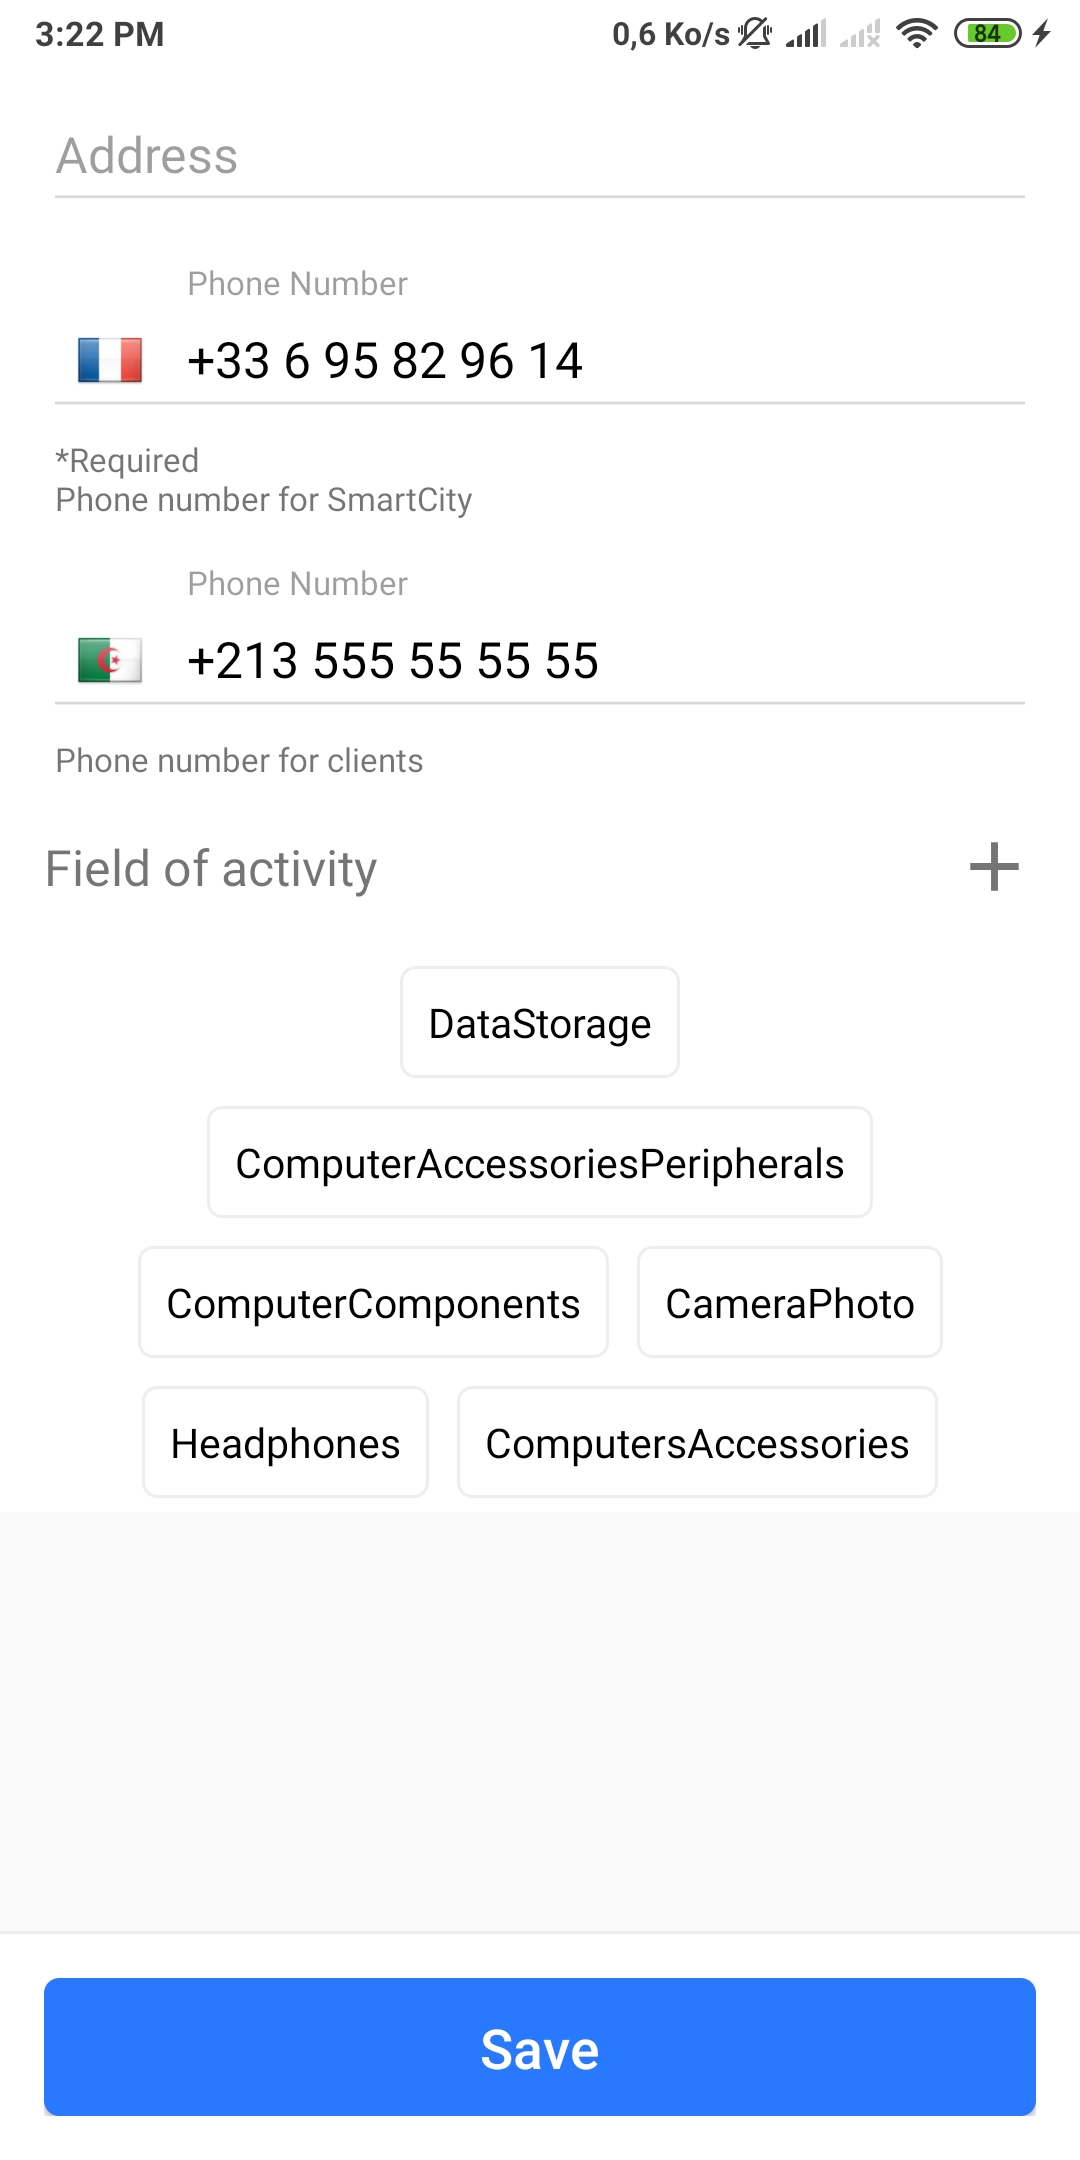 3:22 PM 0,6 Ko/s 84
Address
Phone Number
+33 6 95 82 96 14
*Required
Phone number for SmartCity
Phone Number
+213 555 55 55 55
Phone number for clients
Field of activity
DataStorage
ComputerAccessoriesPeripherals
ComputerComponents CameraPhoto
Headphones ComputersAccessories
Save